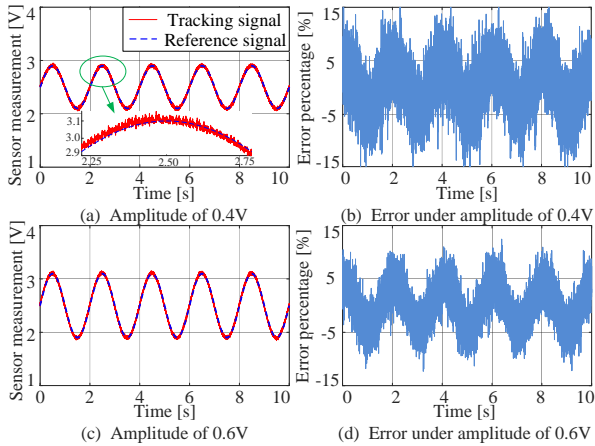 Tracking signal
Reference signal
Sensor measurement [V]
4
3
2
1
3.1
3.0
2.9
2.25
2.50
2.75
0 2 4 6 8 10
Time [s]
(a) Amplitude of 0.4V
Error percentage [%]
15
5
-5
-15
0 2 4 6 8 10
Time [s]
(b) Error under amplitude of 0.4V
Sensor measurement [V]
4
3
2
1
0 2 4 6 8 10
Time [s]
(c) Amplitude of 0.6V
Error percentage [%]
15
5
-5
-15
0 2 4 6 8 10
Time [s]
(d) Error under amplitude of 0.6V